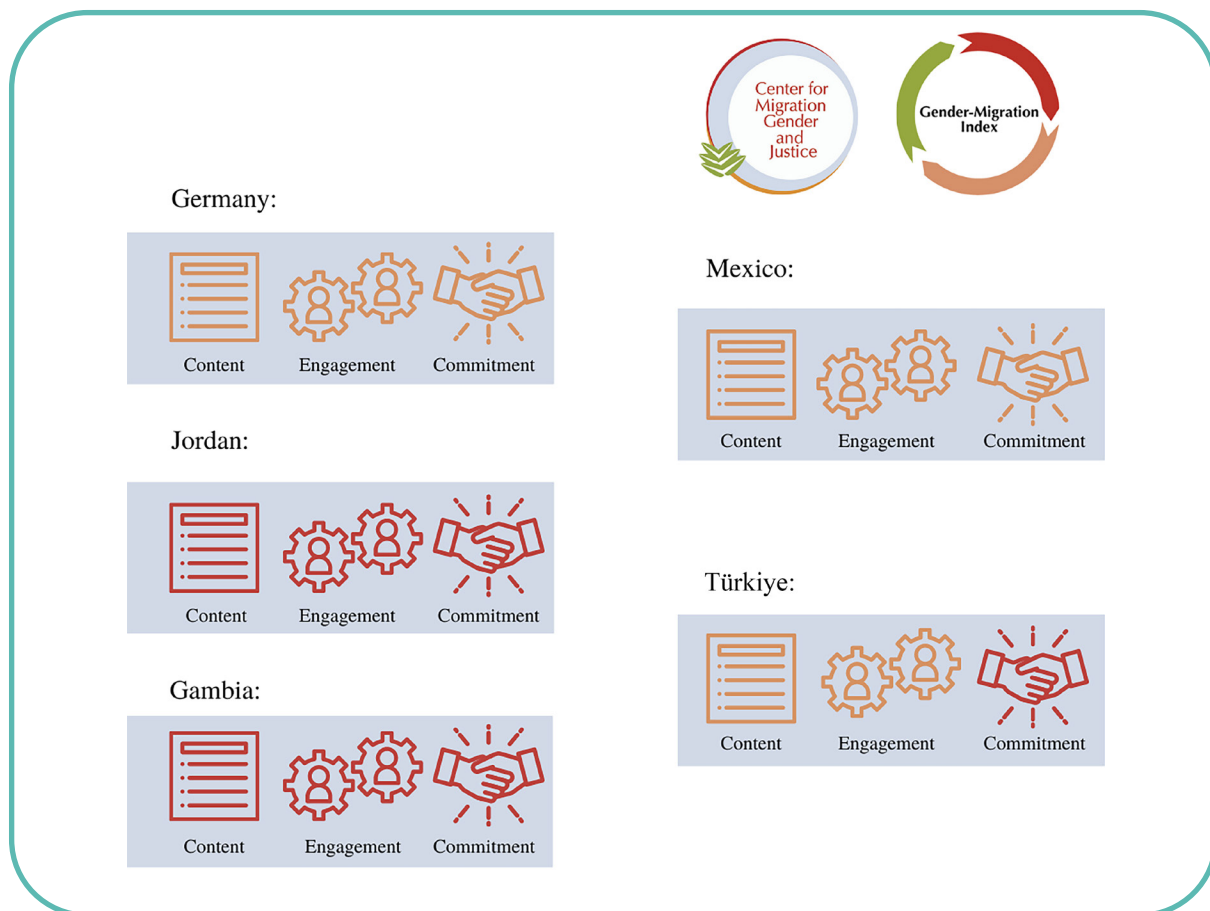 Center for
Migration
Gender
and
Justice
Gender-Migration
Index
Germany:
Content Engagement Commitment
Jordan:
Content Engagement Commitment
Gambia:
Content Engagement Commitment
Mexico:
Content Engagement Commitment
Türkiye:
Content Engagement Commitment